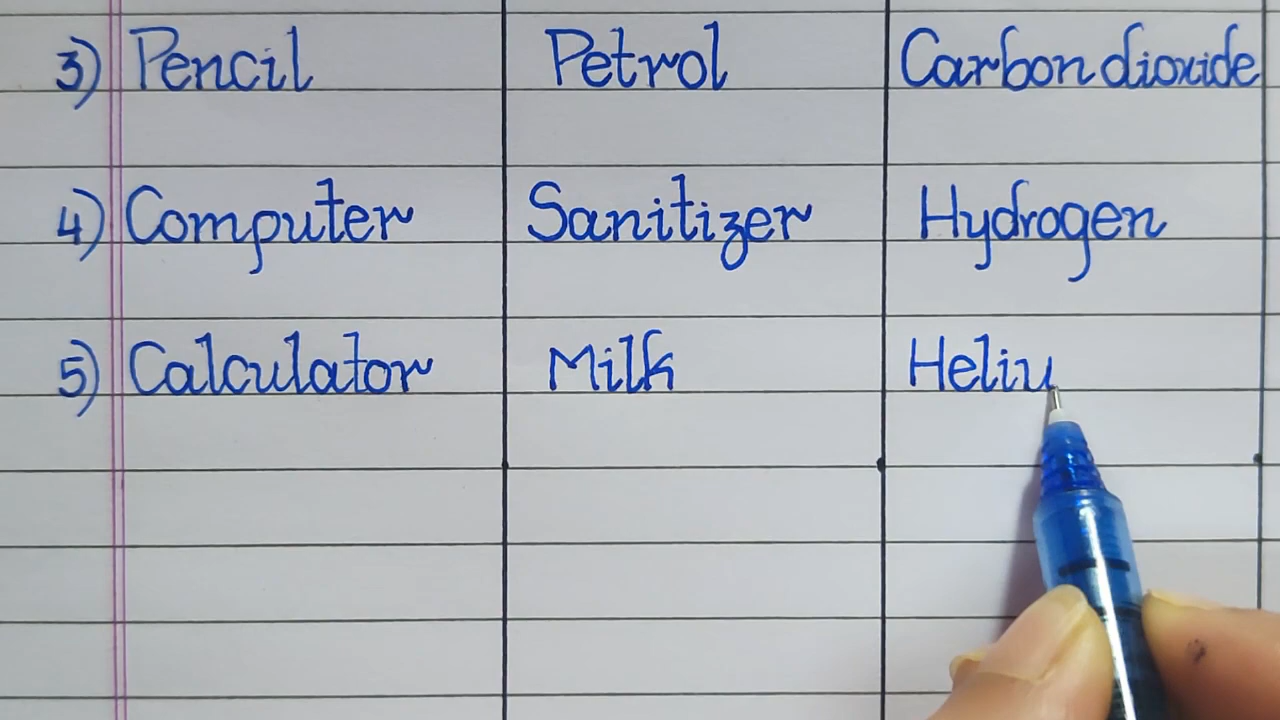 3) Pencil Petrol Carbon dioxide
4) Computer Sanitizer Hydrogen
5) Calculator Milk Heliu